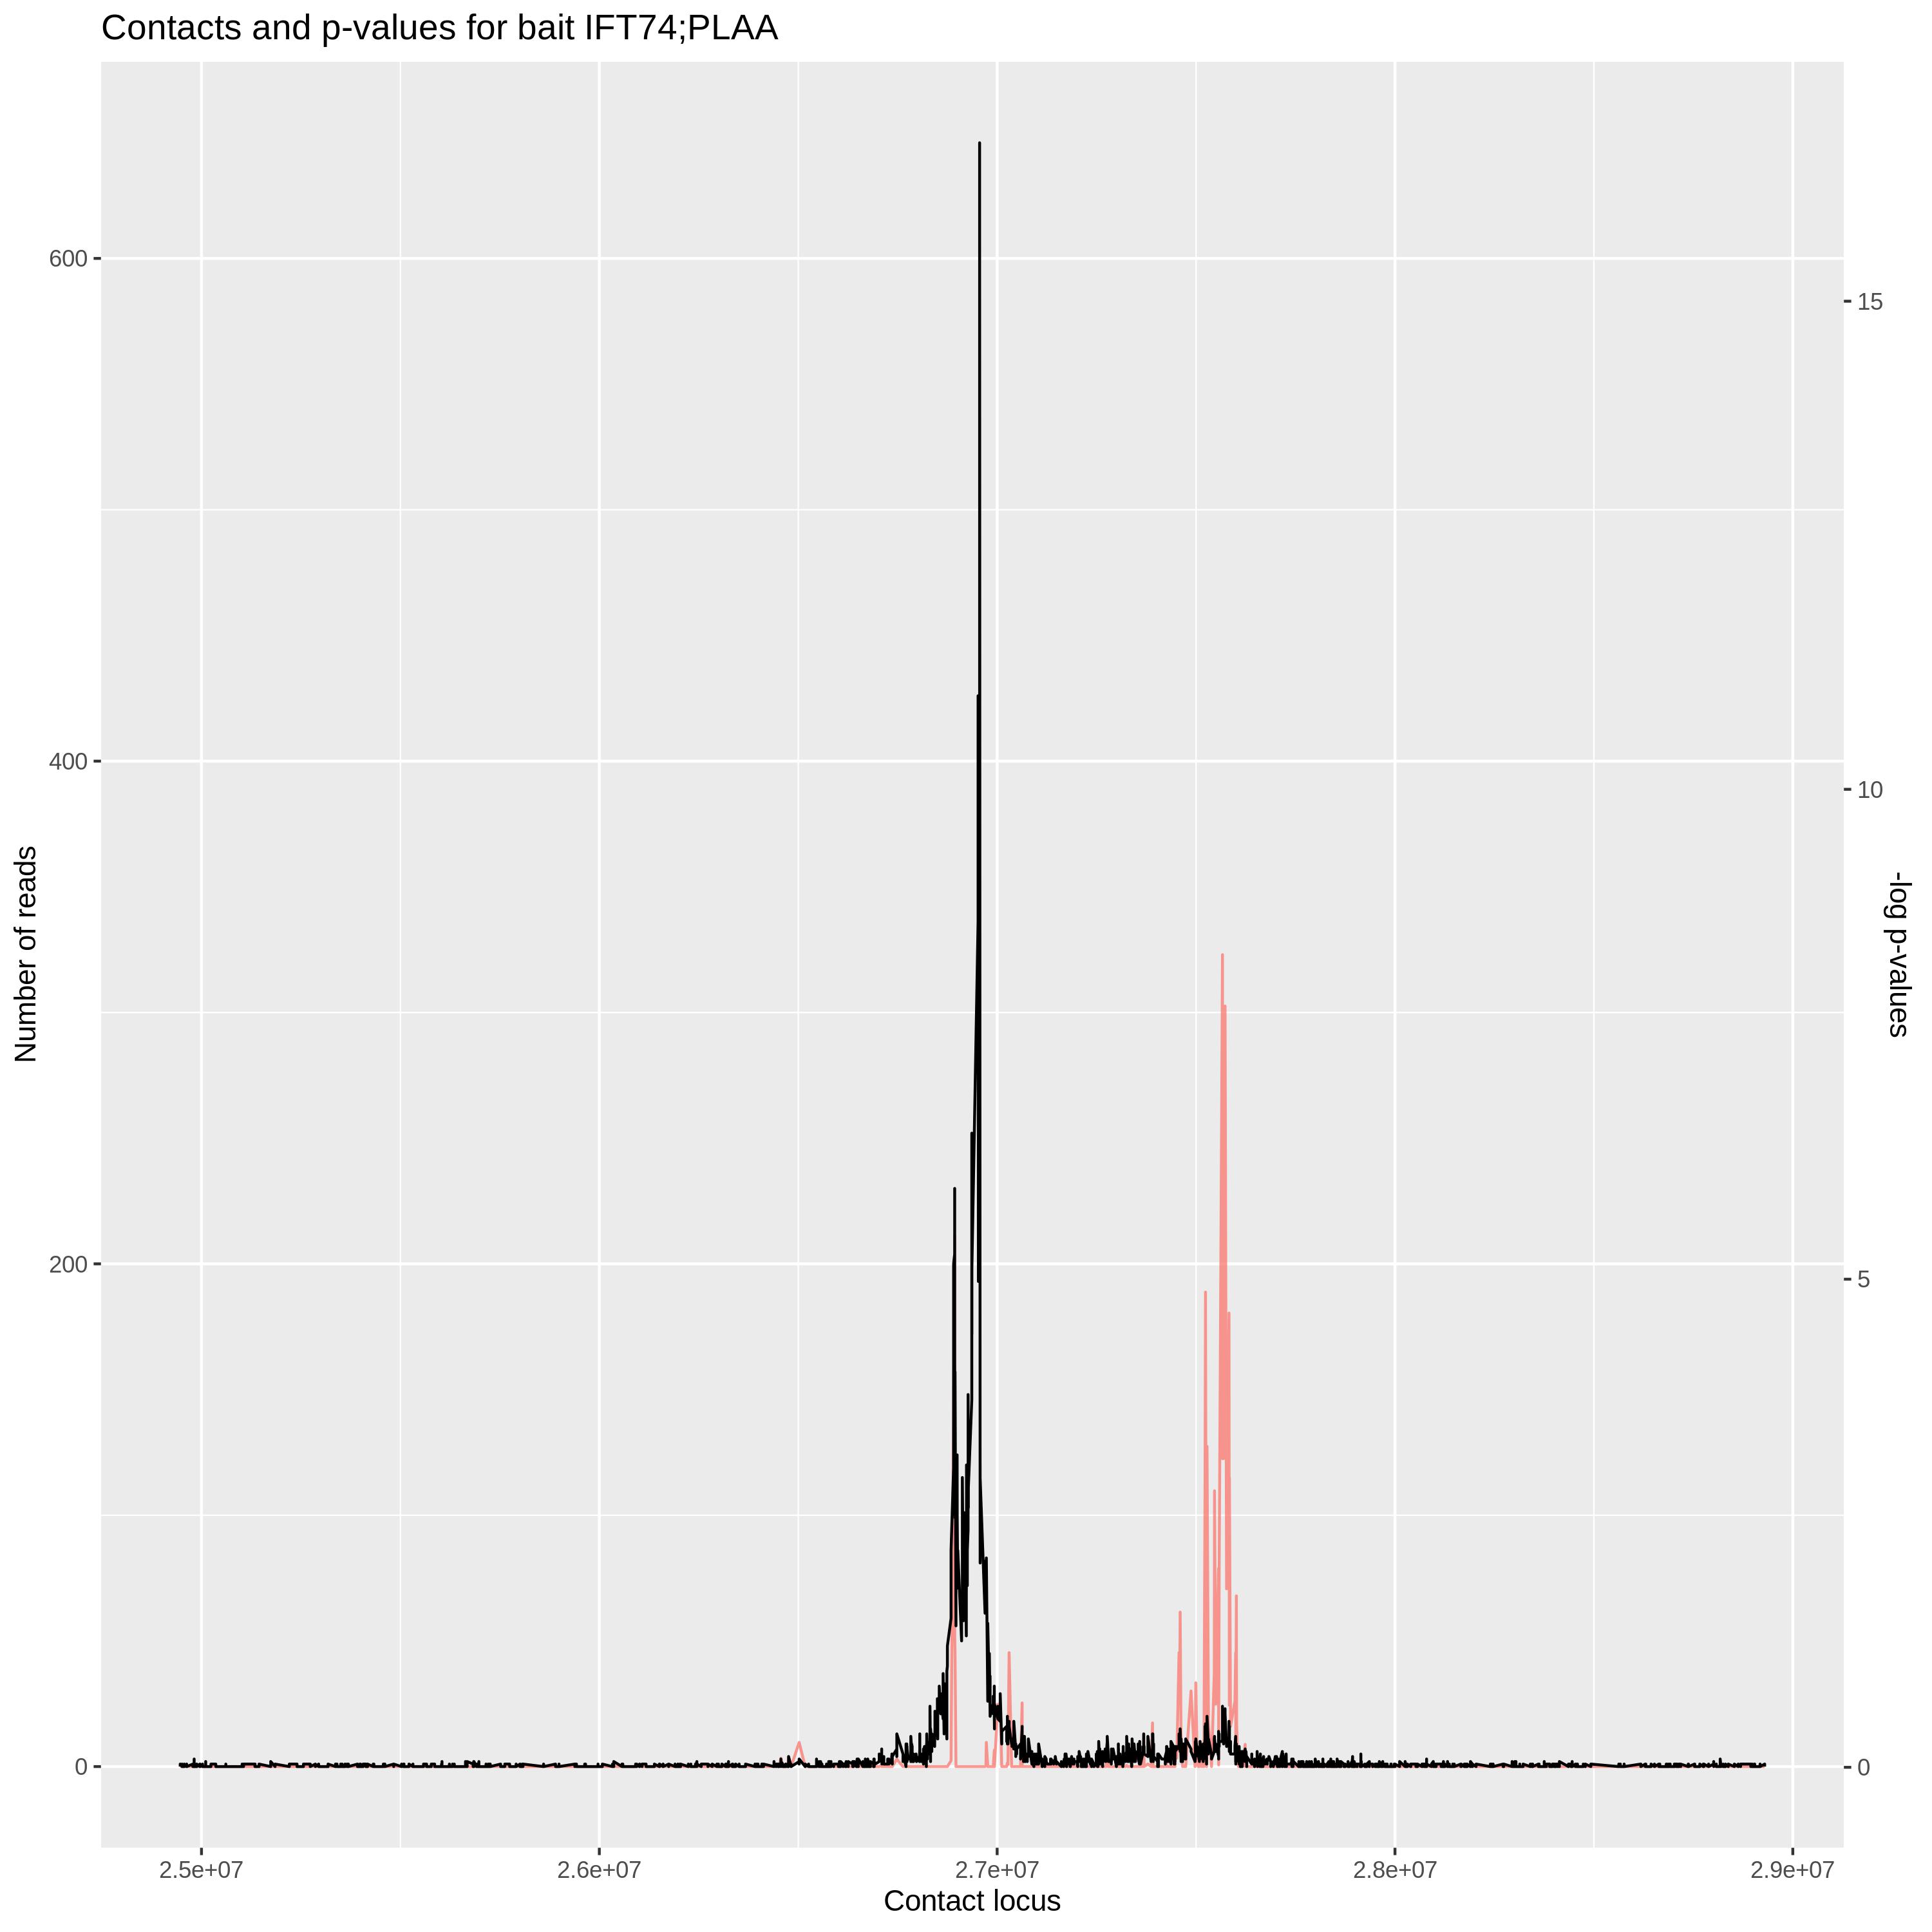 Contacts and p-values for bait IFT74;PLAA
600
400
200
0
Number of reads
15
10
5
0
-log p-values
2.5e+07
2.6e+07
2.7e+07
2.8e+07
2.9e+07
Contact locus